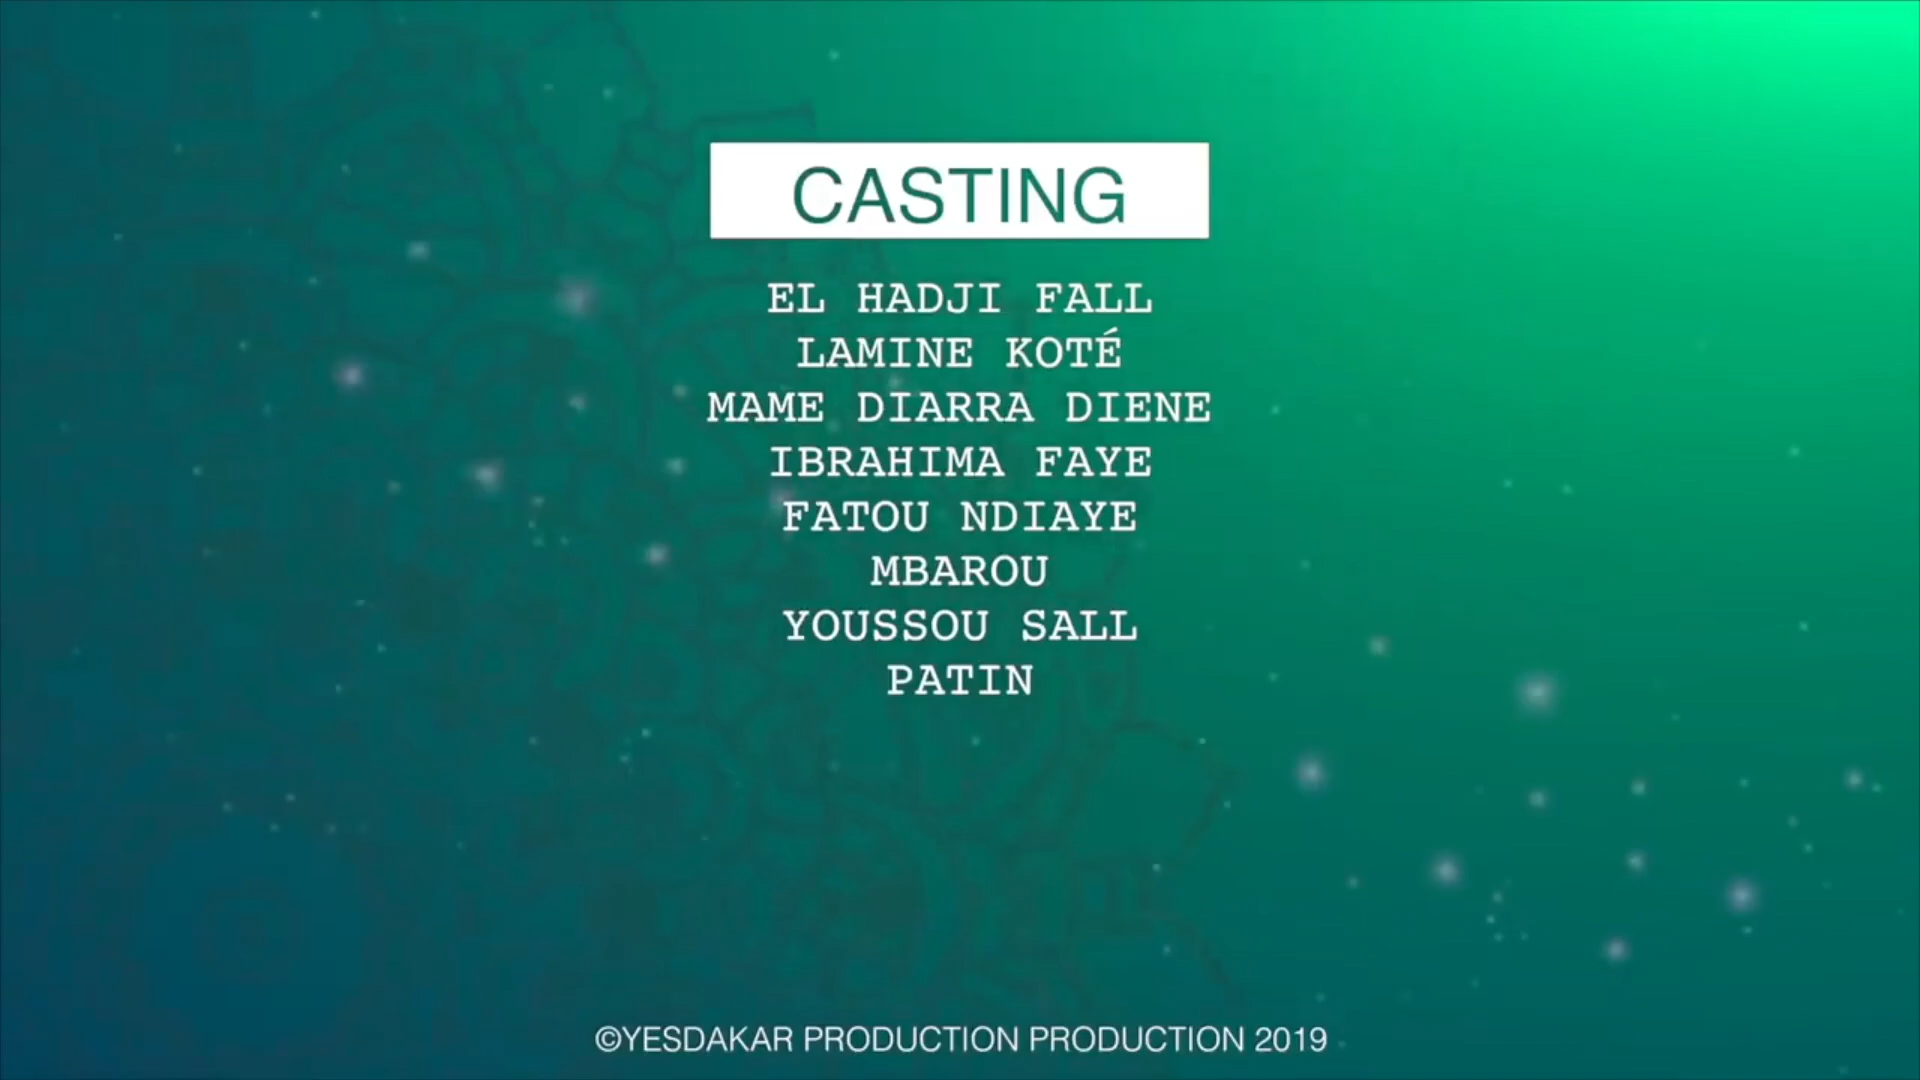 CASTING
EL HADJI FALL
LAMINE KOTÉ
MAME DIARRA DIENE
IBRAHIMA FAYE
FATOU NDIAYE
MBAROU
YOUSSOU SALL
PATIN
©YESDAKAR PRODUCTION PRODUCTION 2019